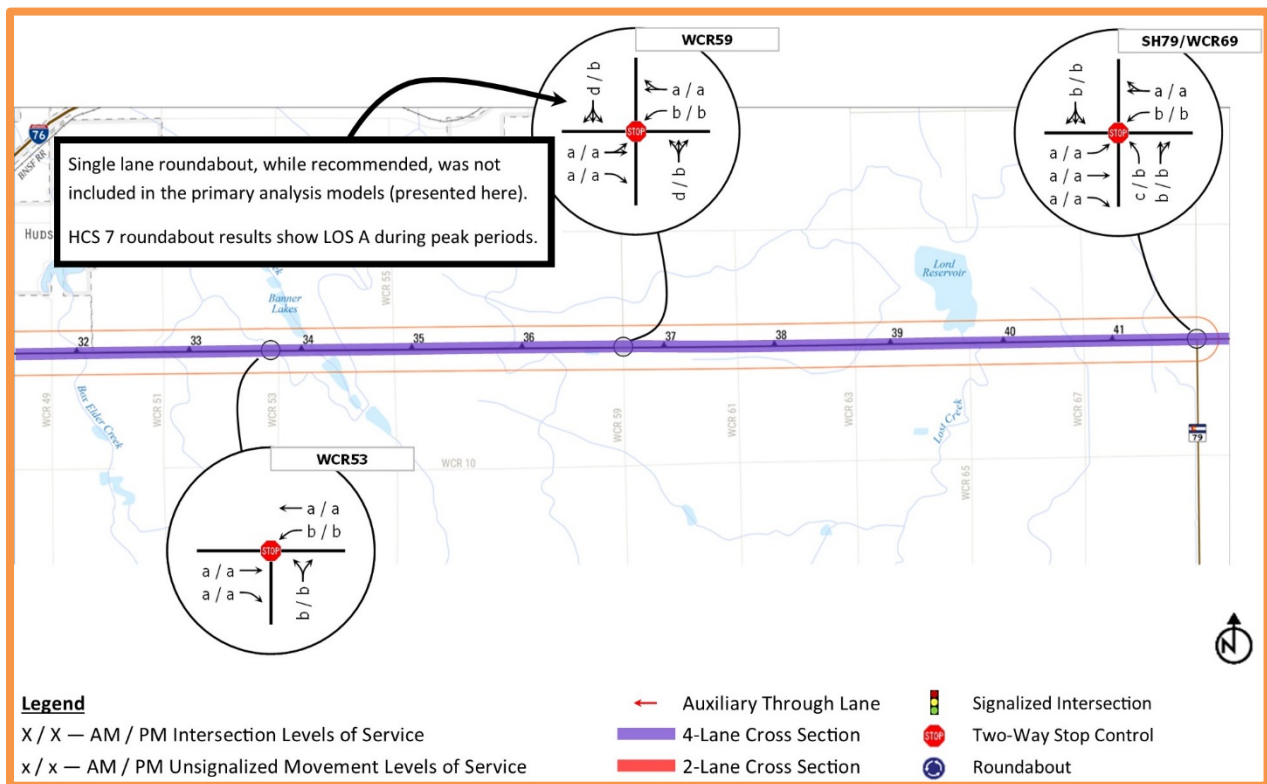 WCR59
SH79/WCR69
d / b
a / a
b / b
a / a
a / a
d / b
b / b
a / a
b / b
a / a
a / a
a / a
c / b
b / b
STOP
STOP
76
BNSF RR
Single lane roundabout, while recommended, was not
included in the primary analysis models (presented here).
HCS 7 roundabout results show LOS A during peak periods.
HUDS
Banner
Lakes
WCR 55
Lord
Reservoir
32
33
34
35
36
37
38
39
40
41
WCR 49
Box Elder Creek
WCR 51
WCR 53
WCR 59
WCR 61
WCR 63
Lost Creek
WCR 65
WCR 67
79
WCR 10
WCR53
a / a
b / b
STOP
a / a
a / a
b / b
N
Legend
X / X — AM / PM Intersection Levels of Service
x / x — AM / PM Unsignalized Movement Levels of Service
Auxiliary Through Lane
4-Lane Cross Section
2-Lane Cross Section
Signalized Intersection
STOP
Two-Way Stop Control
Roundabout